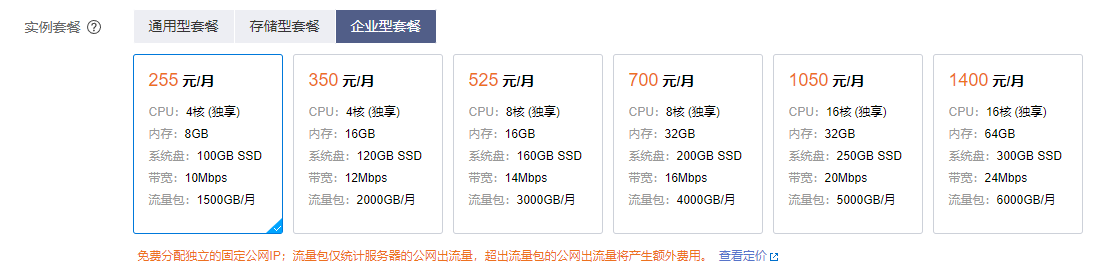 实例套餐 ?
通用型套餐 存储型套餐 企业型套餐
255 元/月
CPU：4核 (独享)
内存：8GB
系统盘：100GB SSD
带宽：10Mbps
流量包：1500GB/月
350 元/月
CPU：4核 (独享)
内存：16GB
系统盘：120GB SSD
带宽：12Mbps
流量包：2000GB/月
525 元/月
CPU：8核 (独享)
内存：16GB
系统盘：160GB SSD
带宽：14Mbps
流量包：3000GB/月
700 元/月
CPU：8核 (独享)
内存：32GB
系统盘：200GB SSD
带宽：16Mbps
流量包：4000GB/月
1050 元/月
CPU：16核 (独享)
内存：32GB
系统盘：250GB SSD
带宽：20Mbps
流量包：5000GB/月
1400 元/月
CPU：16核 (独享)
内存：64GB
系统盘：300GB SSD
带宽：24Mbps
流量包：6000GB/月
免费分配独立的固定公网IP；流量包仅统计服务器的公网出流量，超出流量包的公网出流量将产生额外费用。 查看定价